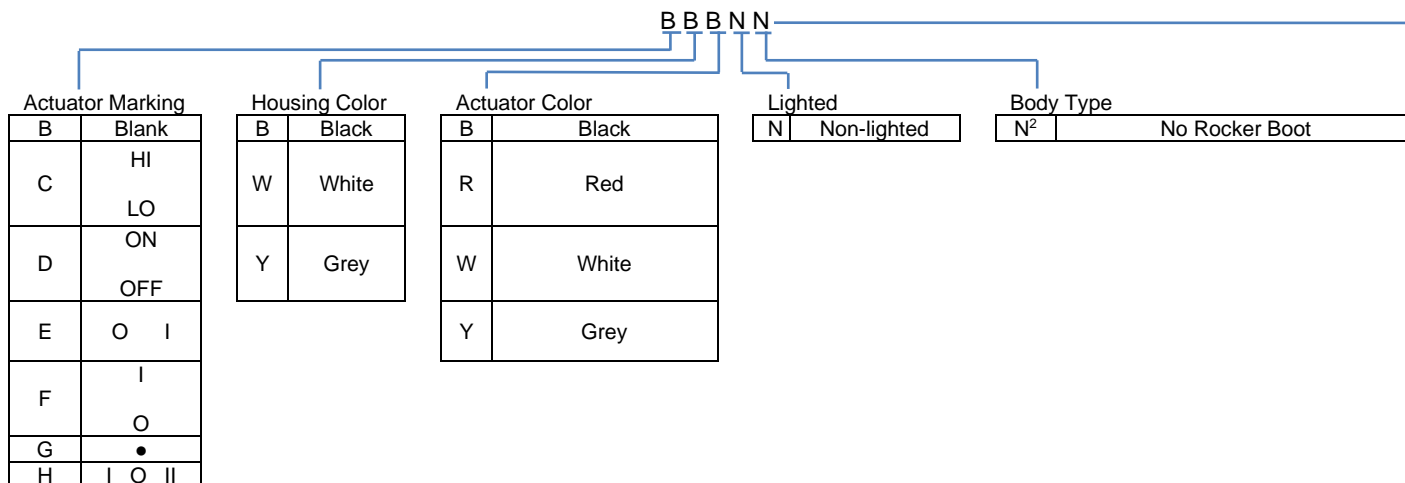 B B B N N
Actuator Marking
B Blank
C HI
LO
D ON
OFF
E O I
F I
O
G ●
H I O II
Housing Color
B Black
W White
Y Grey
Actuator Color
B Black
R Red
W White
Y Grey
Lighted
N Non-lighted
Body Type
N² No Rocker Boot